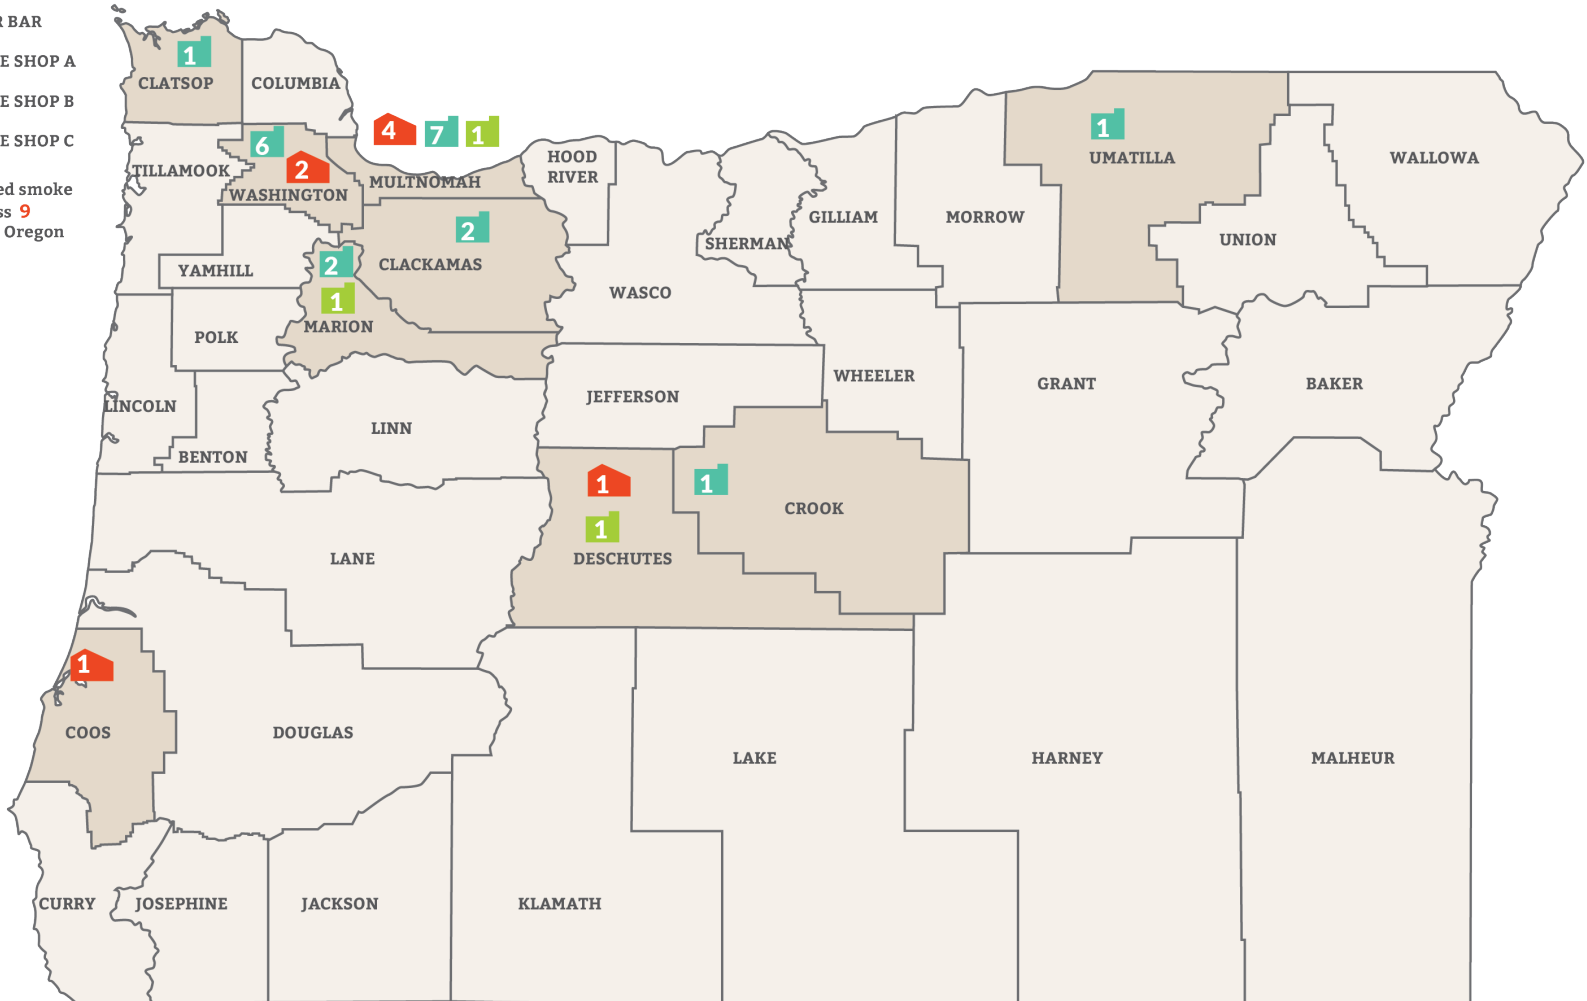 R BAR
E SHOP A
E SHOP B
E SHOP C
ed smoke
ss 9
Oregon
1
CLATSOP
COLUMBIA
4 7 1
6
2
TILLAMOOK
WASHINGTON
MULTNOMAH
HOOD
RIVER
1
UMATILLA
WALLOWA
2
GILLIAM
MORROW
SHERMAN
UNION
2
YAMHILL
CLACKAMAS
WASCO
1
MARION
POLK
JEFFERSON
WHEELER
GRANT
BAKER
LINCOLN
LINN
BENTON
1
1
CROOK
1
DESCHUTES
LANE
1
COOS
DOUGLAS
LAKE
HARNEY
MALHEUR
CURRY
JOSEPHINE
JACKSON
KLAMATH